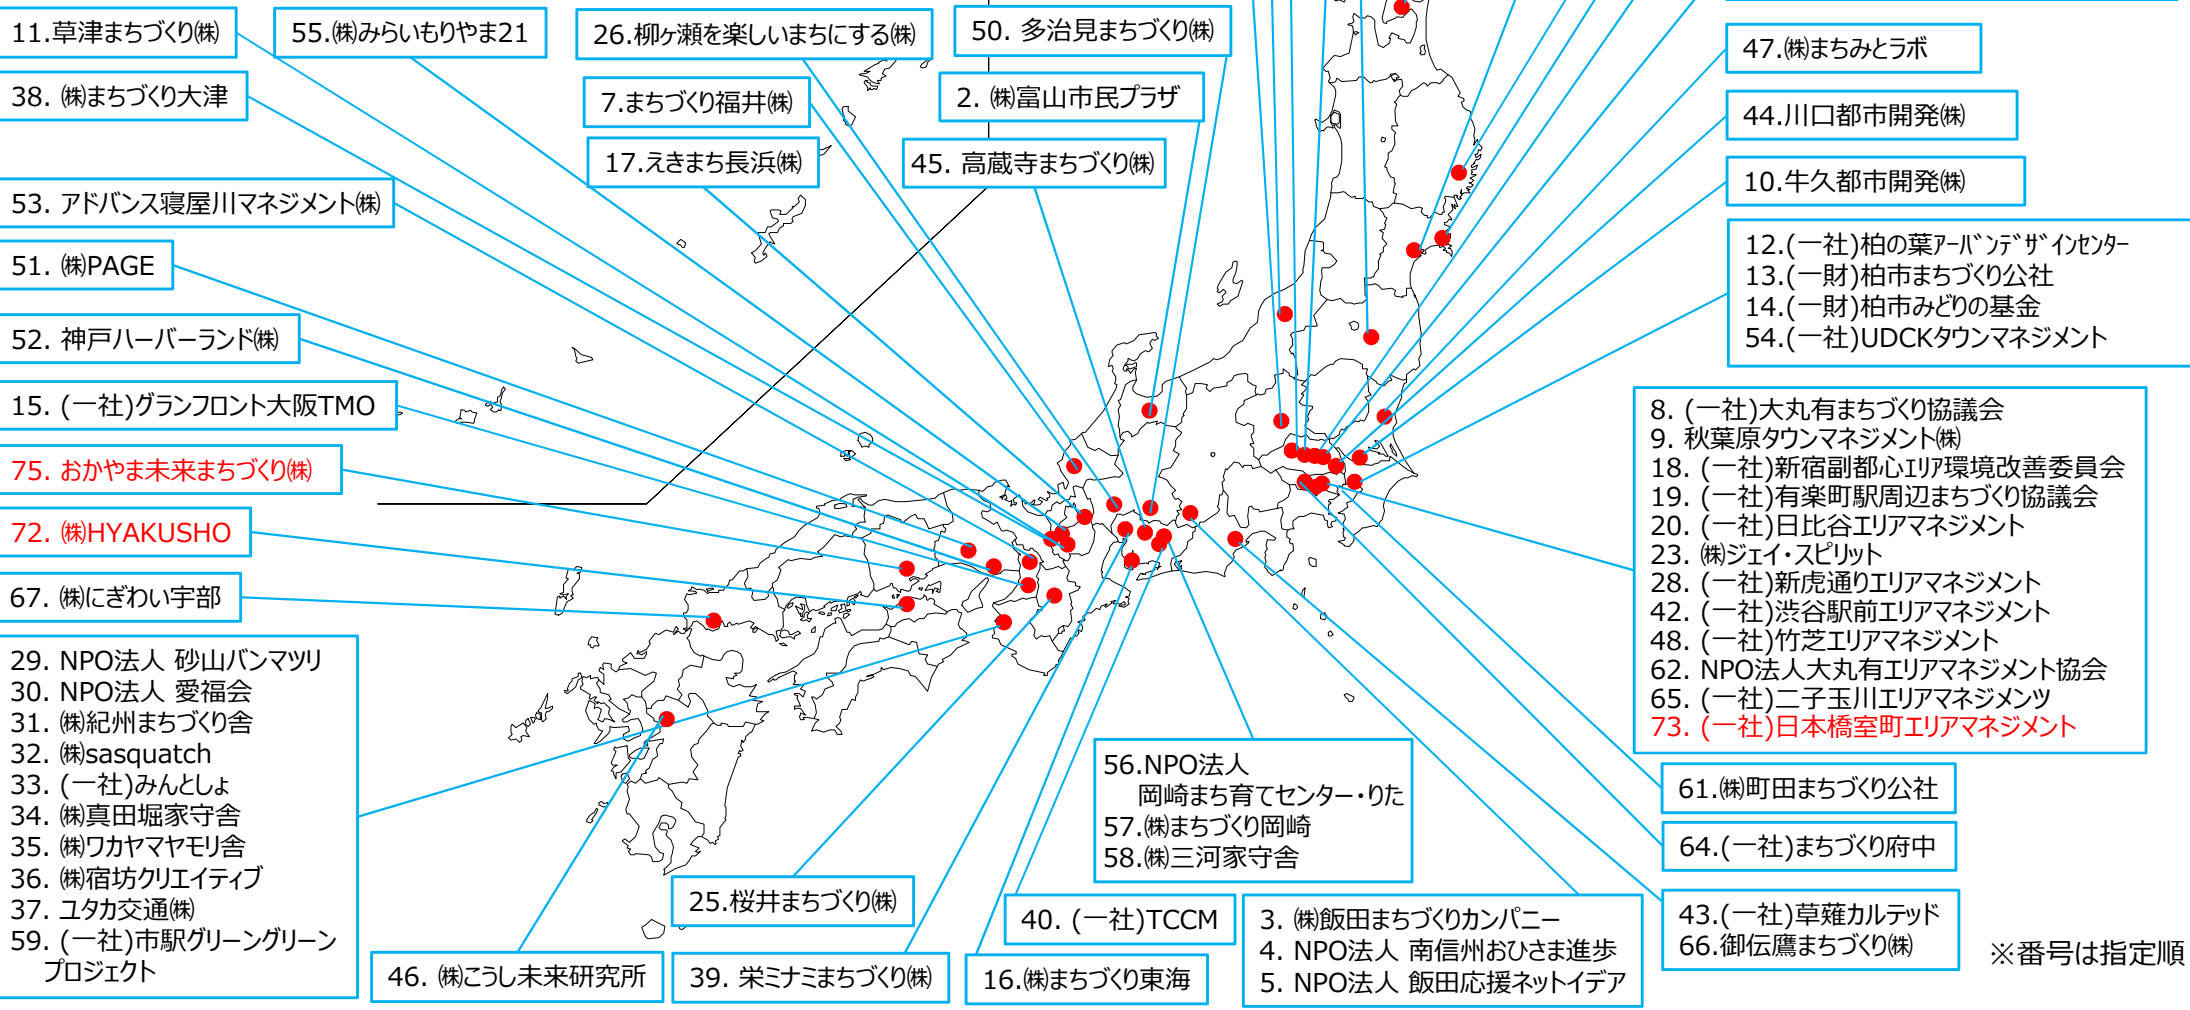 11.草津まちづくり㈱
55.㈱みらいもりやま21
26.柳ヶ瀬を楽しいまちにする㈱
50. 多治見まちづくり㈱
47.㈱まちみとラボ
38. ㈱まちづくり大津
7.まちづくり福井㈱
2. ㈱富山市民プラザ
44.川口都市開発㈱
17.えきまち長浜㈱
45. 高蔵寺まちづくり㈱
10.牛久都市開発㈱
53. アドバンス寝屋川マネジメント㈱
51. ㈱PAGE
12.(一社)柏の葉ｱｰﾊﾞﾝﾃﾞｻﾞｲﾝｾﾝﾀｰ
13.(一財)柏市まちづくり公社
14.(一財)柏市みどりの基金
54.(一社)UDCKタウンマネジメント
52. 神戸ハーバーランド㈱
15. (一社)グランフロント大阪TMO
75. おかやま未来まちづくり㈱
72. ㈱HYAKUSHO
67. ㈱にぎわい宇部
8. (一社)大丸有まちづくり協議会
9. 秋葉原タウンマネジメント㈱
18. (一社)新宿副都心ｴﾘｱ環境改善委員会
19. (一社)有楽町駅周辺まちづくり協議会
20. (一社)日比谷エリアマネジメント
23. ㈱ジェイ・スピリット
28. (一社)新虎通りエリアマネジメント
42. (一社)渋谷駅前エリアマネジメント
48. (一社)竹芝エリアマネジメント
62. NPO法人大丸有エリアマネジメント協会
65. (一社)二子玉川エリアマネジメンツ
73. (一社)日本橋室町エリアマネジメント
29. NPO法人 砂山バンマツリ
30. NPO法人 愛福会
31. ㈱紀州まちづくり舎
32. ㈱sasquatch
33. (一社)みんとしょ
34. ㈱真田堀家守舎
35. ㈱ワカヤマヤモリ舎
36. ㈱宿坊クリエイティブ
37. ユタカ交通㈱
59. (一社)市駅グリーングリーン
プロジェクト
56.NPO法人
岡崎まち育てセンター・りた
57.㈱まちづくり岡崎
58.㈱三河家守舎
61.㈱町田まちづくり公社
64.(一社)まちづくり府中
25.桜井まちづくり㈱
40. (一社)TCCM
3. ㈱飯田まちづくりカンパニー
4. NPO法人 南信州おひさま進歩
5. NPO法人 飯田応援ネットイデア
43.(一社)草薙カルテッド
66.御伝鷹まちづくり㈱
46. ㈱こうし未来研究所
39. 栄ミナミまちづくり㈱
16.㈱まちづくり東海
※番号は指定順